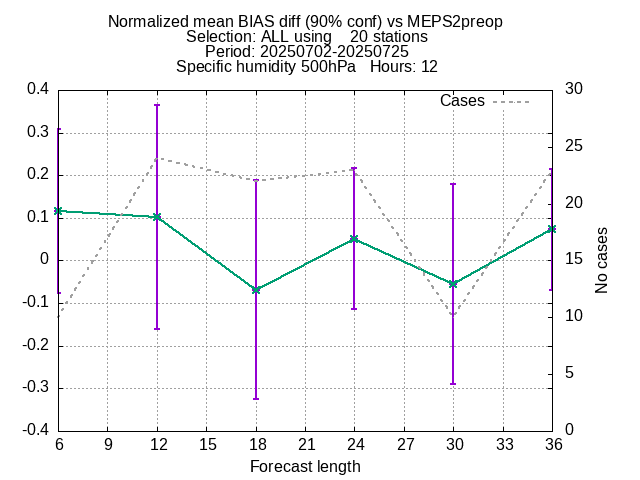 Normalized mean BIAS diff (90% conf) vs MEPS2preop
Selection: ALL using    20 stations
Period: 20250702-20250725
Specific humidity 500hPa   Hours: 12
Cases
0.4
0.3
0.2
0.1
0
-0.1
-0.2
-0.3
-0.4
30
25
20
15
10
5
0
No cases
6 9 12 15 18 21 24 27 30 33 36
Forecast length